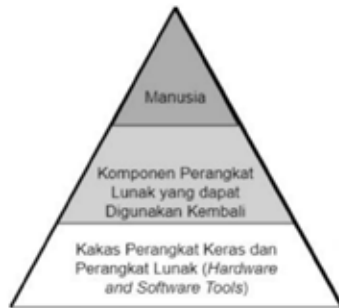 Manusia
Komponen Perangkat
Lunak yang dapat
Digunakan Kembali
Kakas Perangkat Keras dan
Perangkat Lunak (Hardware
and Software Tools)